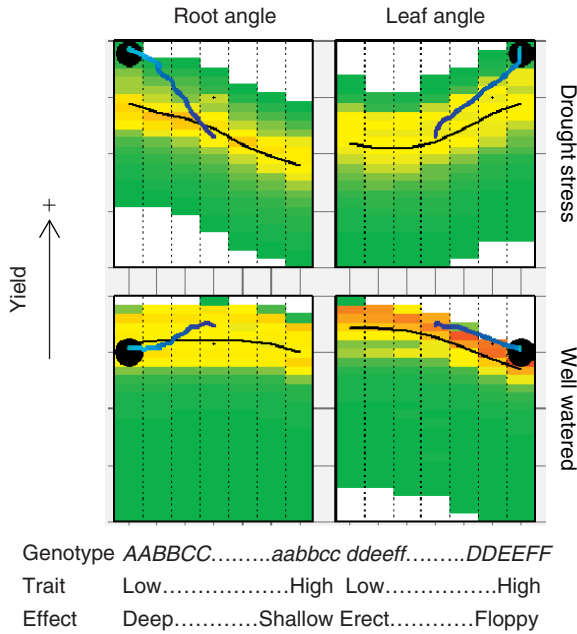 Root angle Leaf angle
Drought stress
Yield
+
Well watered
Genotype AABBCC.........aabbcc ddeeff.........DDEEFF
Trait Low..................High Low..................High
Effect Deep............Shallow Erect............Floppy